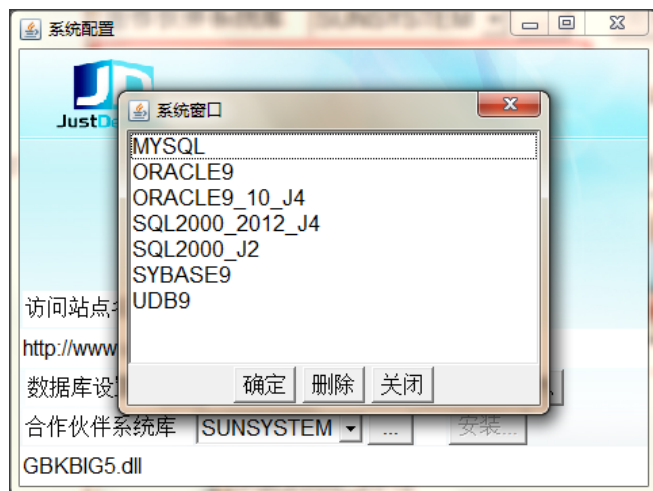 系统配置
JustD
系统窗口
MYSQL
ORACLE9
ORACLE9_10_J4
SQL2000_2012_J4
SQL2000_J2
SYBASE9
UDB9
访问站点
http://www
数据库设
确定 删除 关闭
合作伙伴系统库 SUNSYSTEM ... 安装...
GBKBIG5.dll